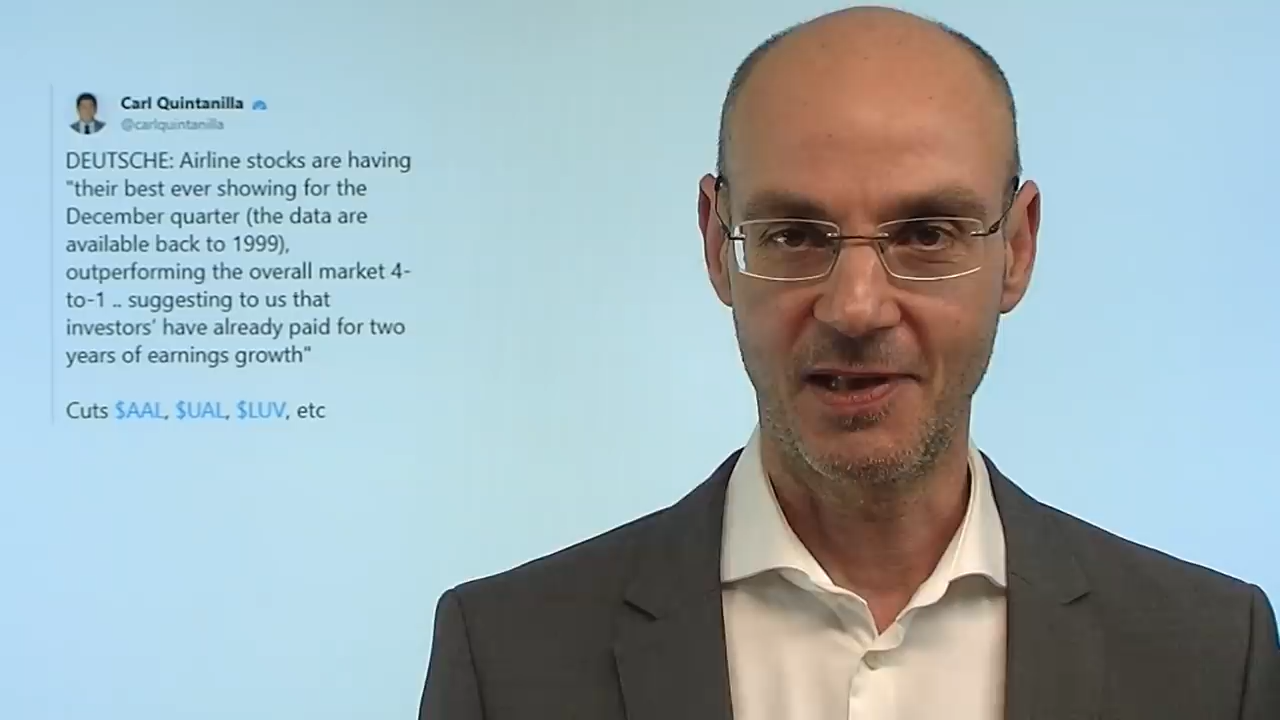 Carl Quintanilla
@carlquintanilla
DEUTSCHE: Airline stocks are having
"their best ever showing for the
December quarter (the data are
available back to 1999),
outperforming the overall market 4-
to-1 .. suggesting to us that
investors' have already paid for two
years of earnings growth"
Cuts $AAL, $UAL, $LUV, etc